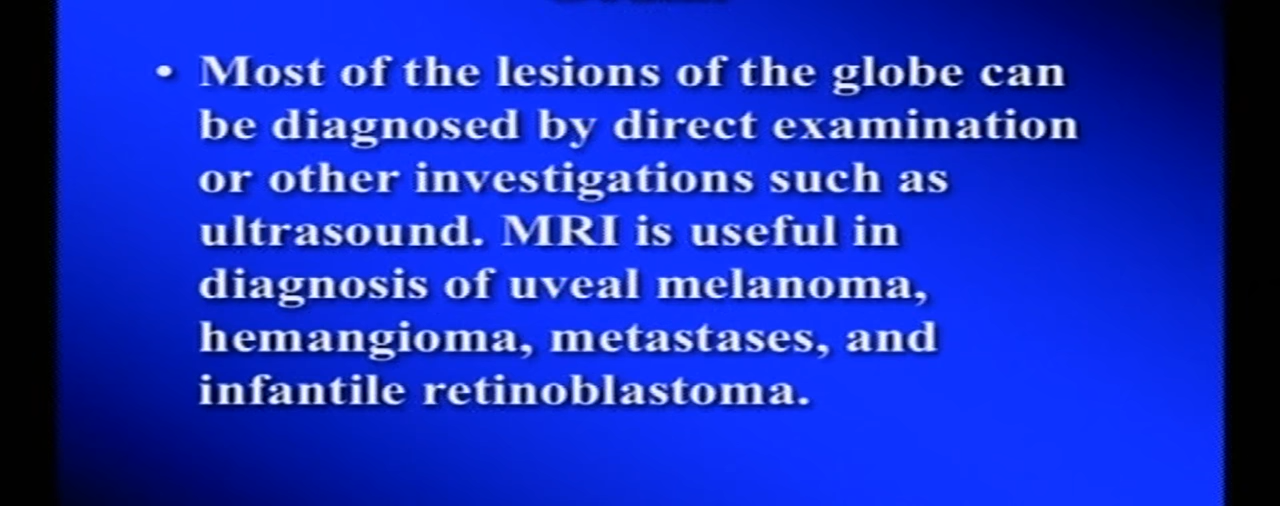 • Most of the lesions of the globe can
be diagnosed by direct examination
or other investigations such as
ultrasound. MRI is useful in
diagnosis of uveal melanoma,
hemangioma, metastases, and
infantile retinoblastoma.